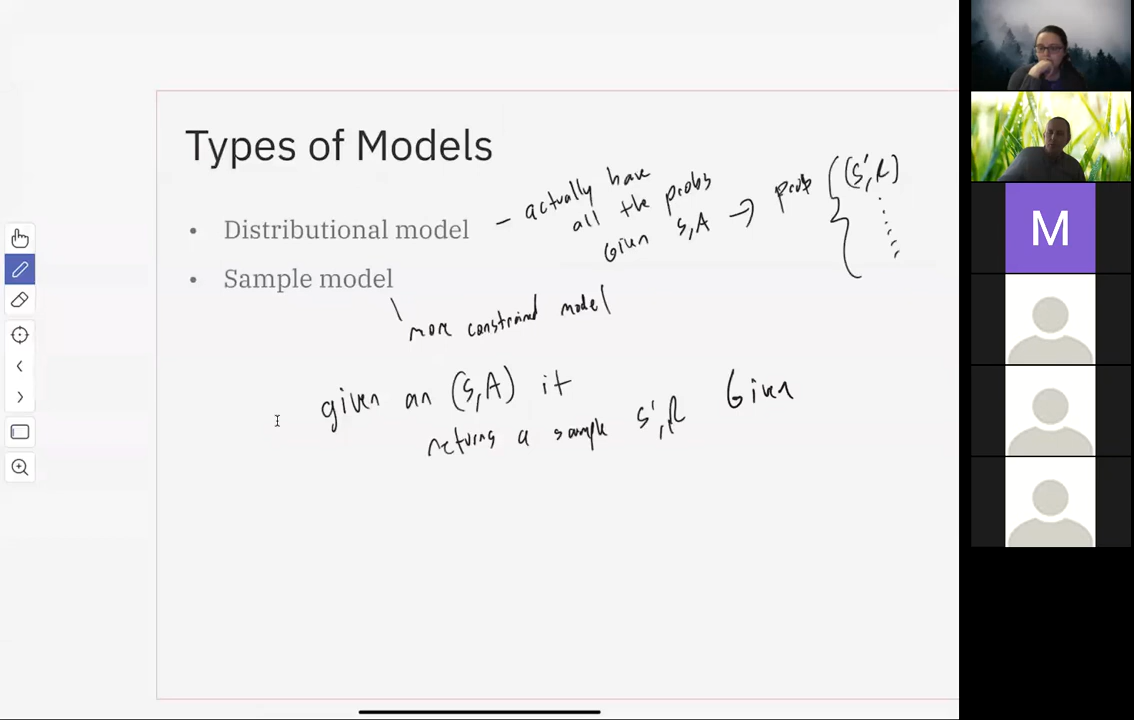 Types of Models
• Distributional model
– actually have
all the probs
Given S,A → prob { (S',R)
• Sample model
\ more constrained model
given an (S,A) it
returns a sample S',R Given
M